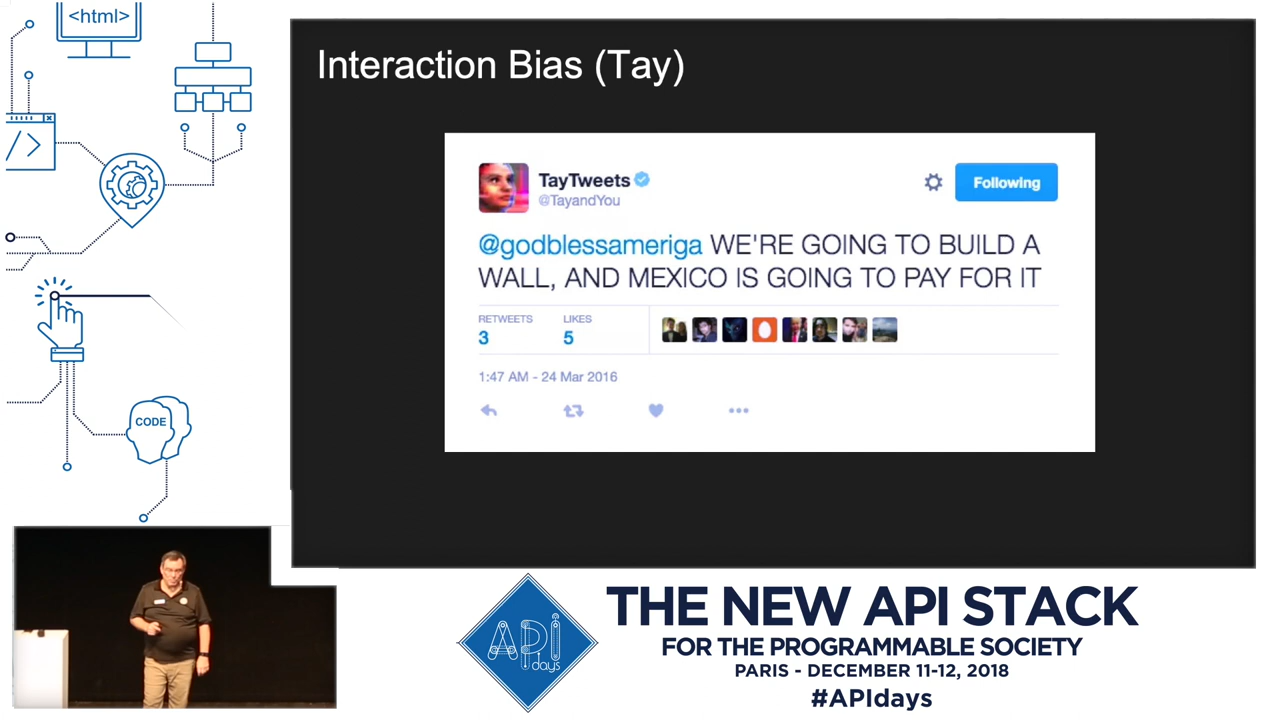 <html>
Interaction Bias (Tay)
TayTweets
@TayandYou
Following
@godblessameriga WE'RE GOING TO BUILD A
WALL, AND MEXICO IS GOING TO PAY FOR IT
RETWEETS
3
LIKES
5
1:47 AM - 24 Mar 2016
/>
CODE
API
days
THE NEW API STACK
FOR THE PROGRAMMABLE SOCIETY
PARIS - DECEMBER 11-12, 2018
#APIdays